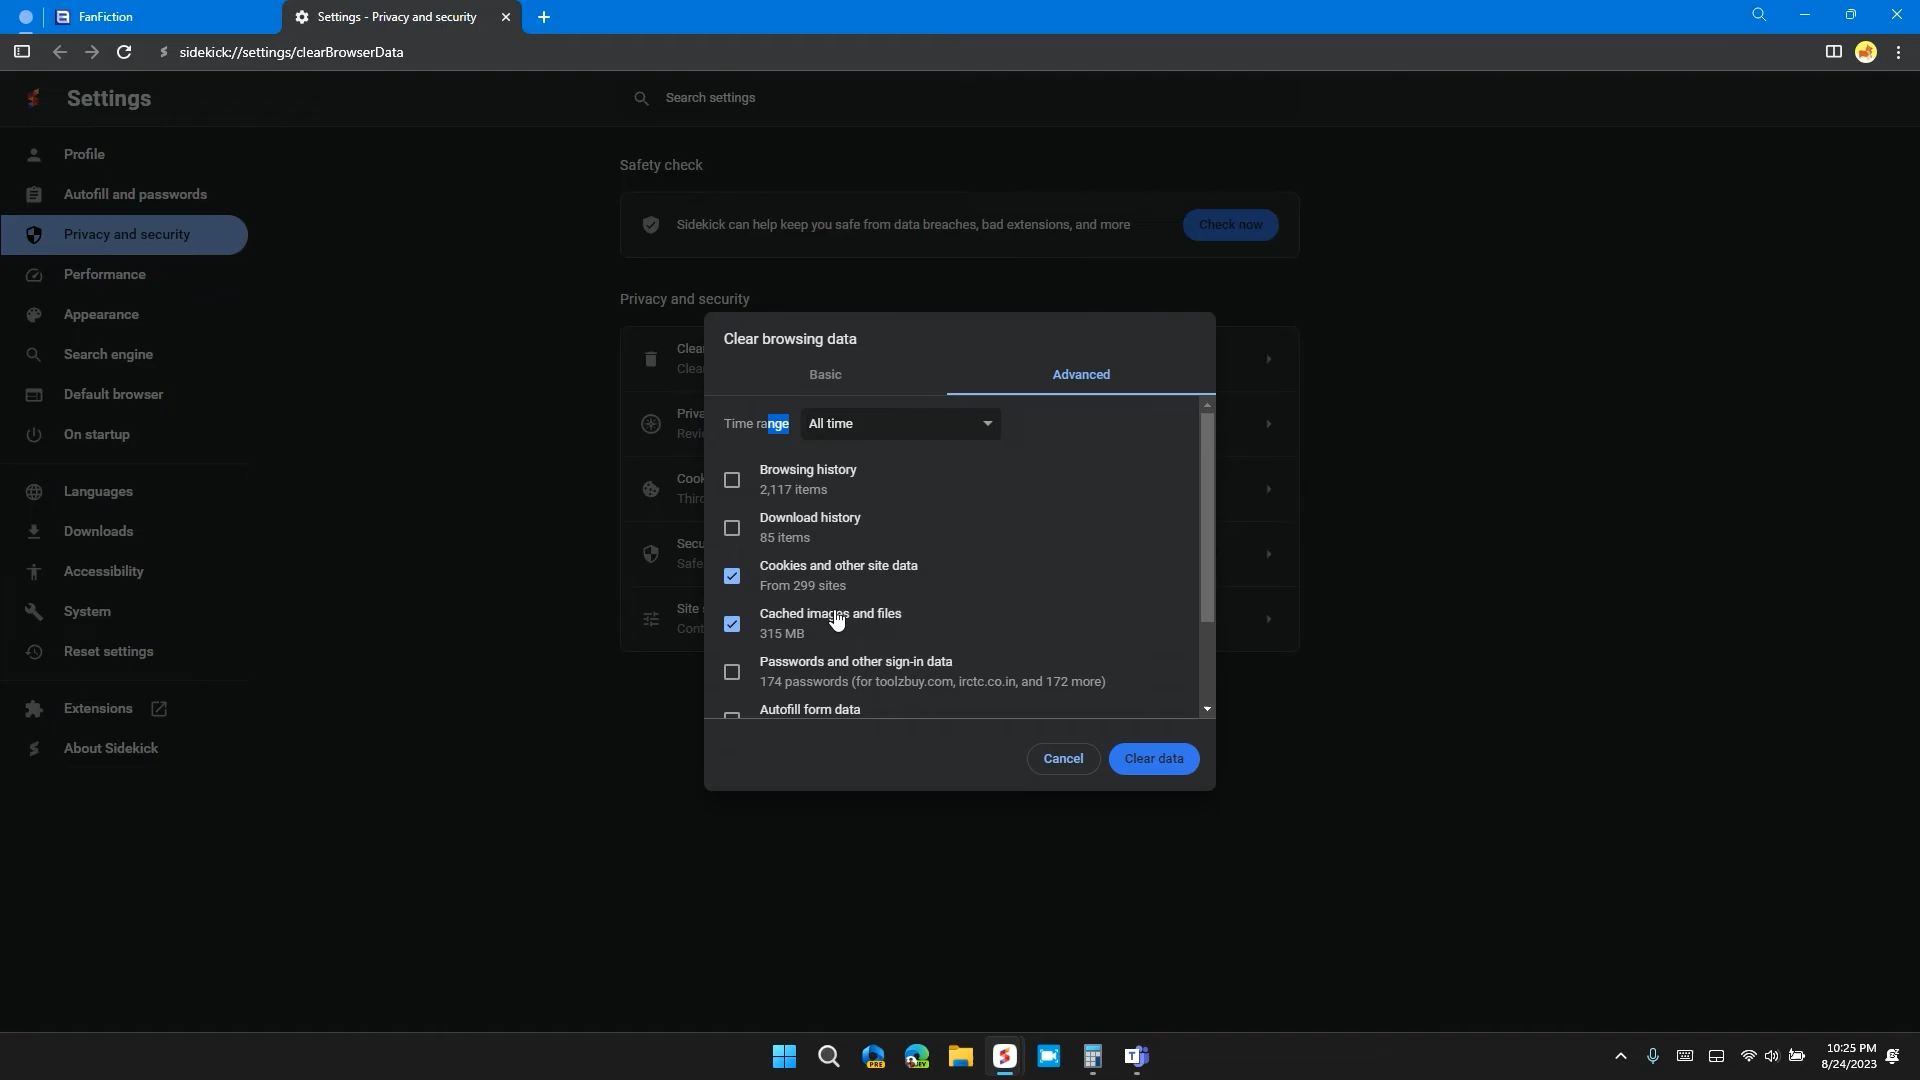 FanFiction
Settings - Privacy and security
sidekick://settings/clearBrowserData
Settings
Search settings
Profile
Autofill and passwords
Privacy and security
Performance
Appearance
Search engine
Default browser
On startup
Languages
Downloads
Accessibility
System
Reset settings
Extensions
About Sidekick
Safety check
Sidekick can help keep you safe from data breaches, bad extensions, and more
Check now
Privacy and security
Clear browsing data
Basic
Advanced
Time range
All time
Browsing history
2,117 items
Download history
85 items
Cookies and other site data
From 299 sites
Cached images and files
315 MB
Passwords and other sign-in data
174 passwords (for toolzbuy.com, irctc.co.in, and 172 more)
Autofill form data
Cancel
Clear data
PRE
10:25 PM
8/24/2023